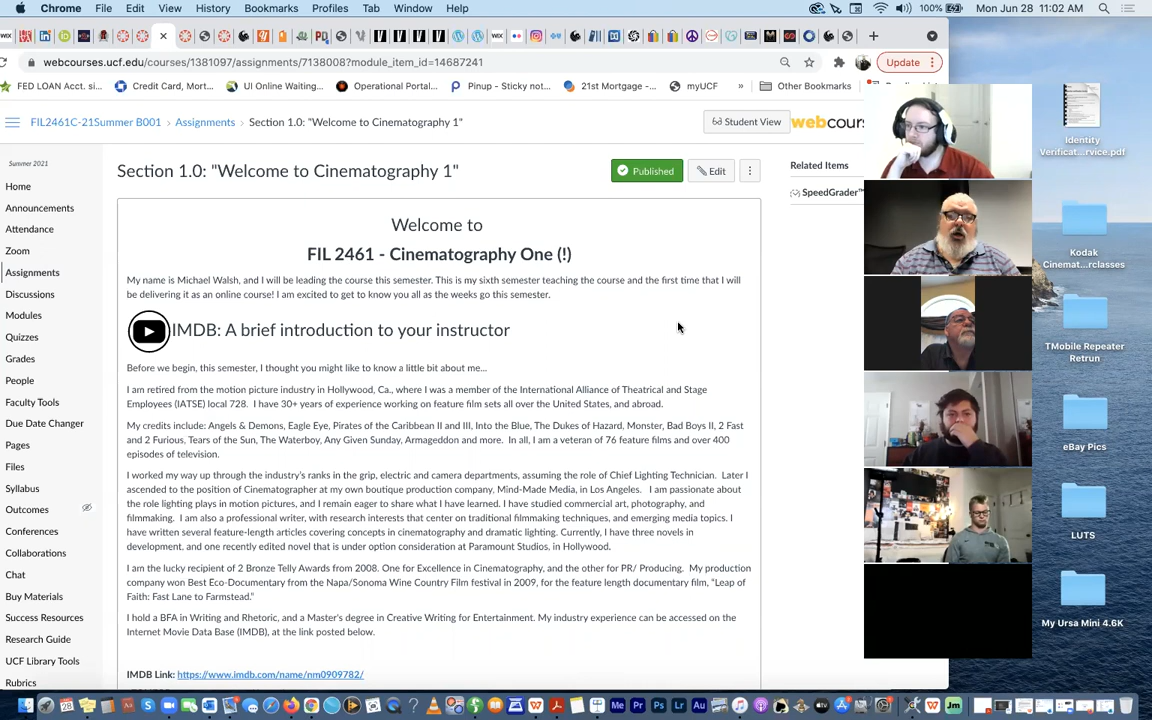 Chrome File Edit View History Bookmarks Profiles Tab Window Help 100% Mon Jun 28 11:02 AM
webcourses.ucf.edu/courses/1381097/assignments/7138008?module_item_id=14687241 Update
FED LOAN Acct. si... Credit Card, Mort... UI Online Waiting... Operational Portal... Pinup - Sticky not... 21st Mortgage -... myUCF » Other Bookmarks
FIL2461C-21Summer B001 › Assignments › Section 1.0: "Welcome to Cinematography 1" Student View webcours
Summer 2021
Home
Announcements
Attendance
Zoom
Assignments
Discussions
Modules
Quizzes
Grades
People
Faculty Tools
Due Date Changer
Pages
Files
Syllabus
Outcomes
Conferences
Collaborations
Chat
Buy Materials
Success Resources
Research Guide
UCF Library Tools
Rubrics
Section 1.0: "Welcome to Cinematography 1" Published Edit
Welcome to
FIL 2461 - Cinematography One (!)
My name is Michael Walsh, and I will be leading the course this semester. This is my sixth semester teaching the course and the first time that I will
be delivering it as an online course! I am excited to get to know you all as the weeks go this semester.
IMDB: A brief introduction to your instructor
Before we begin, this semester, I thought you might like to know a little bit about me...
I am retired from the motion picture industry in Hollywood, Ca., where I was a member of the International Alliance of Theatrical and Stage
Employees (IATSE) local 728. I have 30+ years of experience working on feature film sets all over the United States, and abroad.
My credits include: Angels & Demons, Eagle Eye, Pirates of the Caribbean II and III, Into the Blue, The Dukes of Hazard, Monster, Bad Boys II, 2 Fast
and 2 Furious, Tears of the Sun, The Waterboy, Any Given Sunday, Armageddon and more. In all, I am a veteran of 76 feature films and over 400
episodes of television.
I worked my way up through the industry's ranks in the grip, electric and camera departments, assuming the role of Chief Lighting Technician. Later I
ascended to the position of Cinematographer at my own boutique production company, Mind-Made Media, in Los Angeles. I am passionate about
the role lighting plays in motion pictures, and I remain eager to share what I have learned. I have studied commercial art, photography, and
filmmaking. I am also a professional writer, with research interests that center on traditional filmmaking techniques, and emerging media topics. I
have written several feature-length articles covering concepts in cinematography and dramatic lighting. Currently, I have three novels in
development, and one recently edited novel that is under option consideration at Paramount Studios, in Hollywood.
I am the lucky recipient of 2 Bronze Telly Awards from 2008. One for Excellence in Cinematography, and the other for PR/ Producing. My production
company won Best Eco-Documentary from the Napa/Sonoma Wine Country Film festival in 2009, for the feature length documentary film, "Leap of
Faith: Fast Lane to Farmstead."
I hold a BFA in Writing and Rhetoric, and a Master's degree in Creative Writing for Entertainment. My industry experience can be accessed on the
Internet Movie Data Base (IMDB), at the link posted below.
IMDB Link: https://www.imdb.com/name/nm0909782/
Related Items
SpeedGrader™
Identity
Verificat...rvice.pdf
Kodak
Cinemat...rclasses
TMobile Repeater
Retrun
eBay Pics
LUTS
My Ursa Mini 4.6K